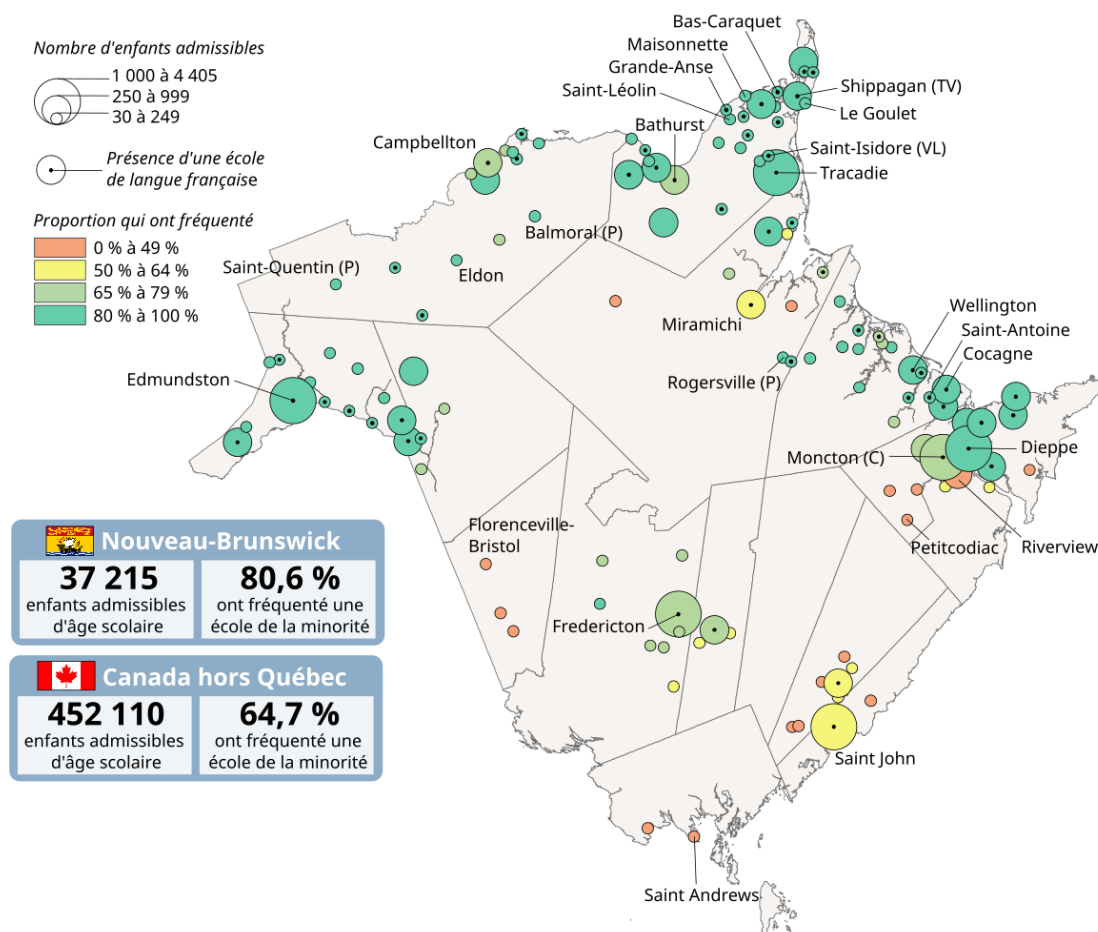 Nombre d'enfants admissibles
1 000 à 4 405
250 à 999
30 à 249
Présence d'une école
de langue française
Proportion qui ont fréquenté
0 % à 49 %
50 % à 64 %
65 % à 79 %
80 % à 100 %
Bas-Caraquet
Maisonnette
Grande-Anse
Saint-Léolin
Shippagan (TV)
Le Goulet
Bathurst
Campbellton
Saint-Isidore (VL)
Tracadie
Balmoral (P)
Saint-Quentin (P)
Eldon
Miramichi
Wellington
Saint-Antoine
Cocagne
Rogersville (P)
Edmundston
Dieppe
Moncton (C)
Florenceville-
Bristol
Petitcodiac
Riverview
Fredericton
Saint John
Saint Andrews
Nouveau-Brunswick
37 215
enfants admissibles
d'âge scolaire
80,6 %
ont fréquenté une
école de la minorité
Canada hors Québec
452 110
enfants admissibles
d'âge scolaire
64,7 %
ont fréquenté une
école de la minorité